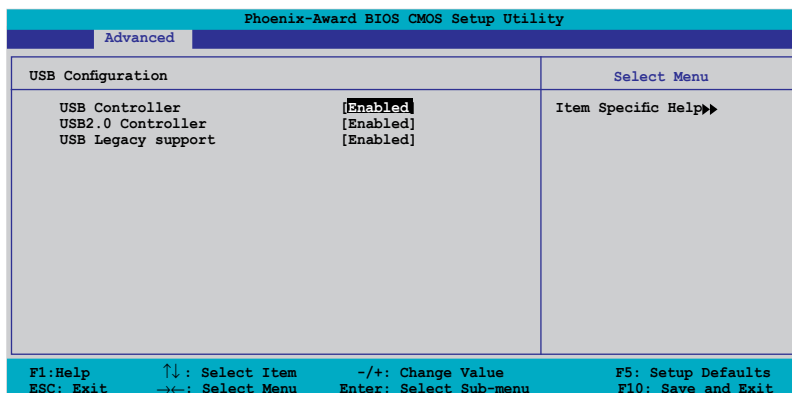 Phoenix-Award BIOS CMOS Setup Utility
Advanced
USB Configuration
Select Menu
USB Controller [Enabled]
USB2.0 Controller [Enabled]
USB Legacy support [Enabled]
Item Specific Help▶▶
F1:Help ↑↓: Select Item -/+: Change Value F5: Setup Defaults
ESC: Exit →←: Select Menu Enter: Select Sub-menu F10: Save and Exit